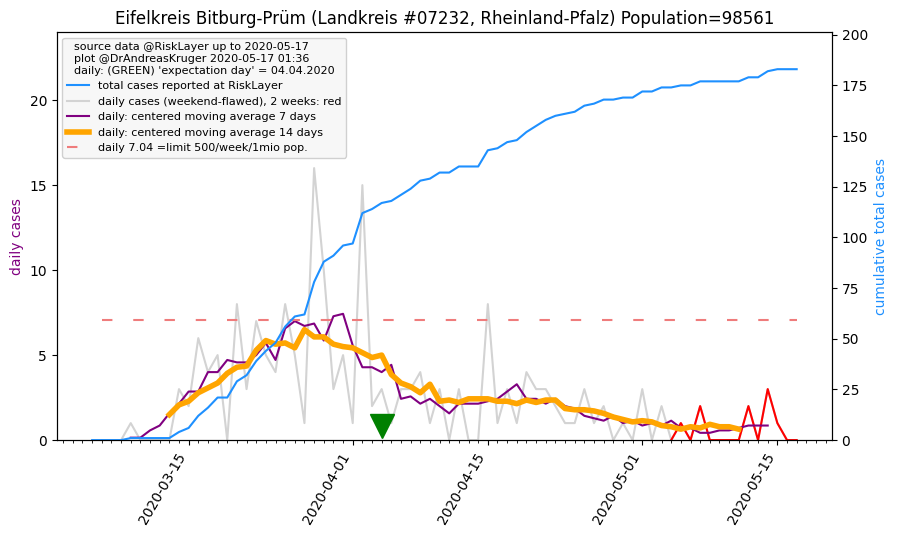 Eifelkreis Bitburg-Prüm (Landkreis #07232, Rheinland-Pfalz) Population=98561
source data @RiskLayer up to 2020-05-17
plot @DrAndreasKruger 2020-05-17 01:36
daily: (GREEN) 'expectation day' = 04.04.2020
total cases reported at RiskLayer
daily cases (weekend-flawed), 2 weeks: red
daily: centered moving average 7 days
daily: centered moving average 14 days
daily 7.04 =limit 500/week/1mio pop.
daily cases
20
15
10
5
0
200
175
150
125
100
75
50
25
0
cumulative total cases
2020-03-15
2020-04-01
2020-04-15
2020-05-01
2020-05-15